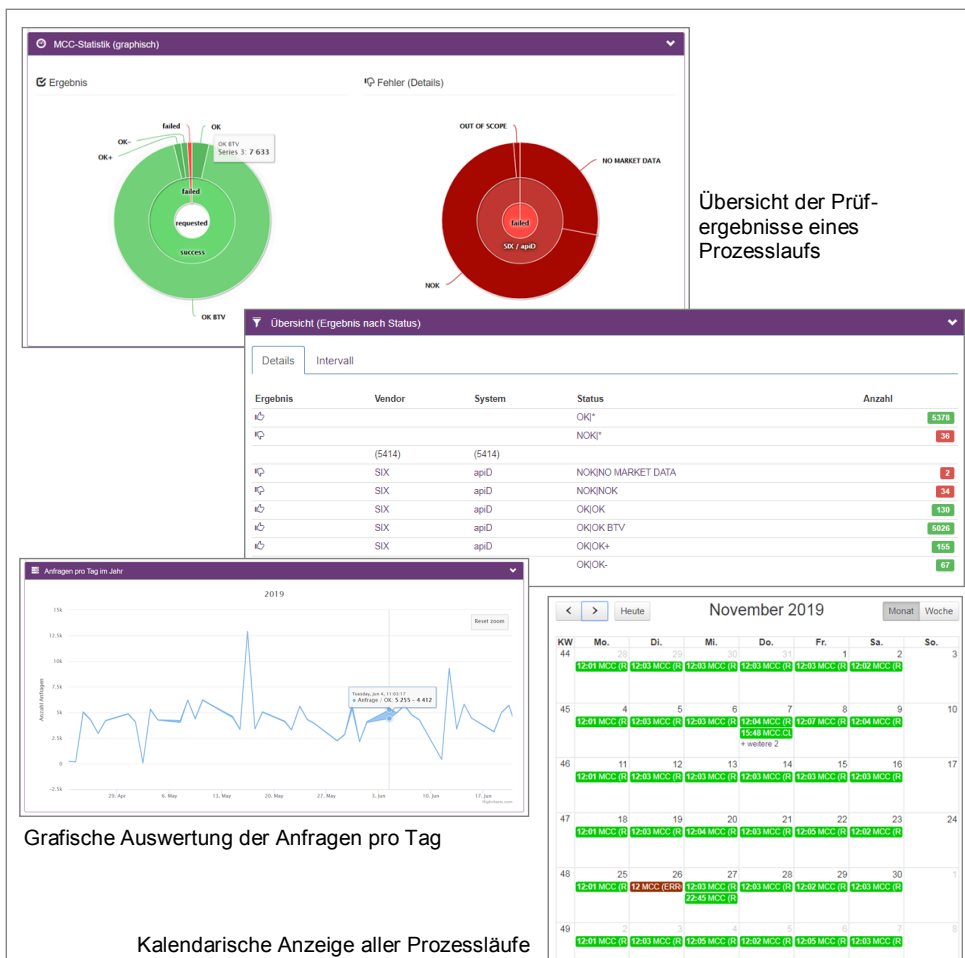 MCC-Statistik (graphisch)
Ergebnis
Fehler (Details)
failed
OK
OK-
OK+
OK BTV
Series 3: 7 633
failed
requested
success
OK BTV
OUT OF SCOPE
NO MARKET DATA
failed
SIX / apiD
NOK
Übersicht der Prüf-
ergebnisse eines
Prozesslaufs
Übersicht (Ergebnis nach Status)
Details Intervall
Ergebnis Vendor System Status Anzahl
OK|* 5378
NOK|* 36
(5414) (5414)
SIX apiD NOK|NO MARKET DATA 2
SIX apiD NOK|NOK 34
SIX apiD OK|OK 130
SIX apiD OK|OK BTV 5026
SIX apiD OK|OK+ 155
OK|OK- 67
Anfragen pro Tag im Jahr
2019
Reset zoom
Anzahl Anfragen
15k
12.5k
10k
7.5k
5k
2.5k
0
-2.5k
Tuesday, Jun 4, 11:03:17
Anfrage / OK: 5 255 - 4 412
29. Apr 6. May 13. May 20. May 27. May 3. Jun 10. Jun 17. Jun
Highcharts.com
Grafische Auswertung der Anfragen pro Tag
Heute November 2019 Monat Woche
KW Mo. Di. Mi. Do. Fr. Sa. So.
44 28 29 30 31 1 2 3
12:01 MCC (R 12:03 MCC (R 12:03 MCC (R 12:03 MCC (R 12:03 MCC (R 12:02 MCC (R
45 4 5 6 7 8 9 10
12:01 MCC (R 12:03 MCC (R 12:03 MCC (R 12:04 MCC (R 12:07 MCC (R 12:04 MCC (R
15:48 MCC CL
+ weitere 2
46 11 12 13 14 15 16 17
12:01 MCC (R 12:03 MCC (R 12:03 MCC (R 12:03 MCC (R 12:03 MCC (R 12:03 MCC (R
47 18 19 20 21 22 23 24
12:01 MCC (R 12:03 MCC (R 12:04 MCC (R 12:03 MCC (R 12:05 MCC (R 12:02 MCC (R
48 25 26 27 28 29 30 1
12:01 MCC (R 12 MCC (ERR 12:03 MCC (R 12:03 MCC (R 12:02 MCC (R 12:03 MCC (R
22:45 MCC (R
49 2 3 4 5 6 7 8
12:01 MCC (R 12:03 MCC (R 12:05 MCC (R 12:02 MCC (R 12:05 MCC (R 12:03 MCC (R
Kalendarische Anzeige aller Prozessläufe